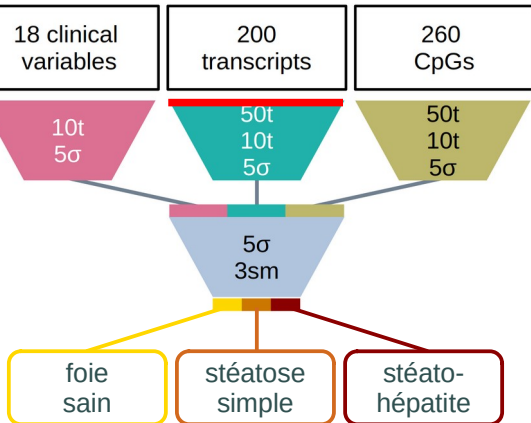 18 clinical
variables
200
transcripts
260
CpGs
10t
5σ
50t
10t
5σ
50t
10t
5σ
5σ
3sm
foie
sain
stéatose
simple
stéato-
hépatite